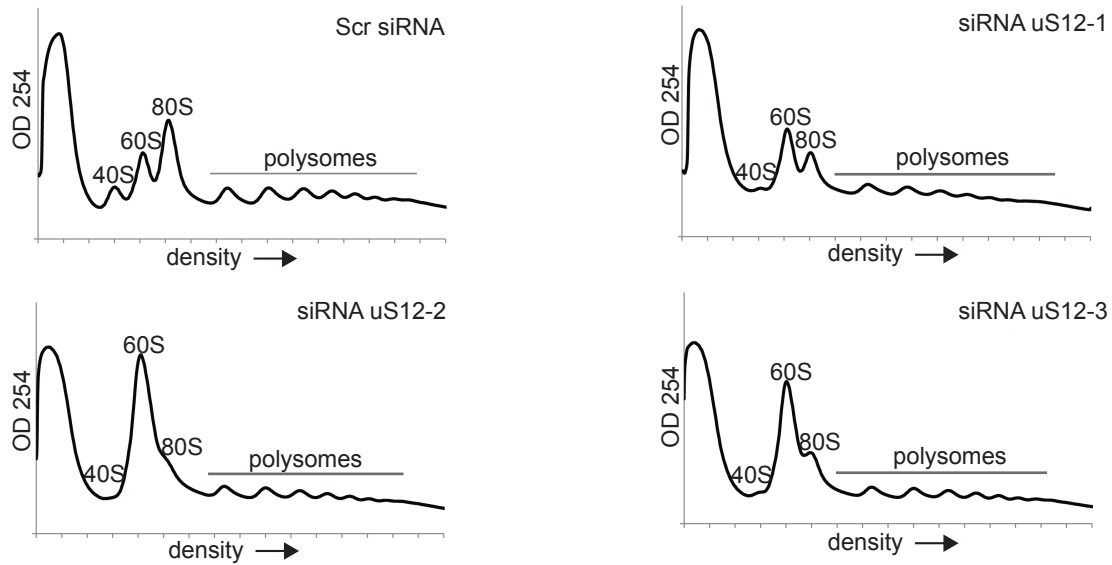 Scr siRNA
OD 254
40S
60S
80S
polysomes
density
siRNA uS12-1
OD 254
40S
60S
80S
polysomes
density
siRNA uS12-2
OD 254
40S
60S
80S
polysomes
density
siRNA uS12-3
OD 254
40S
60S
80S
polysomes
density